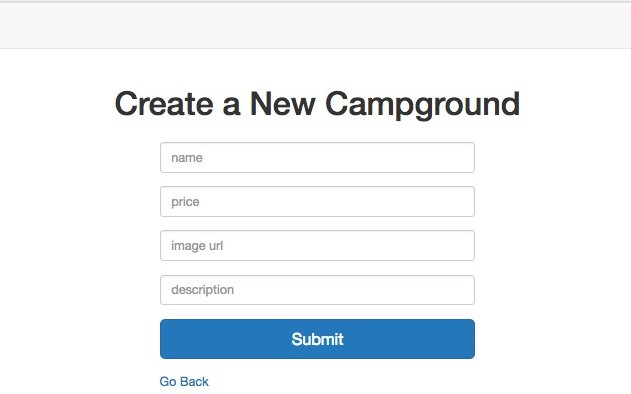 Create a New Campground
name
price
image url
description
Submit
Go Back